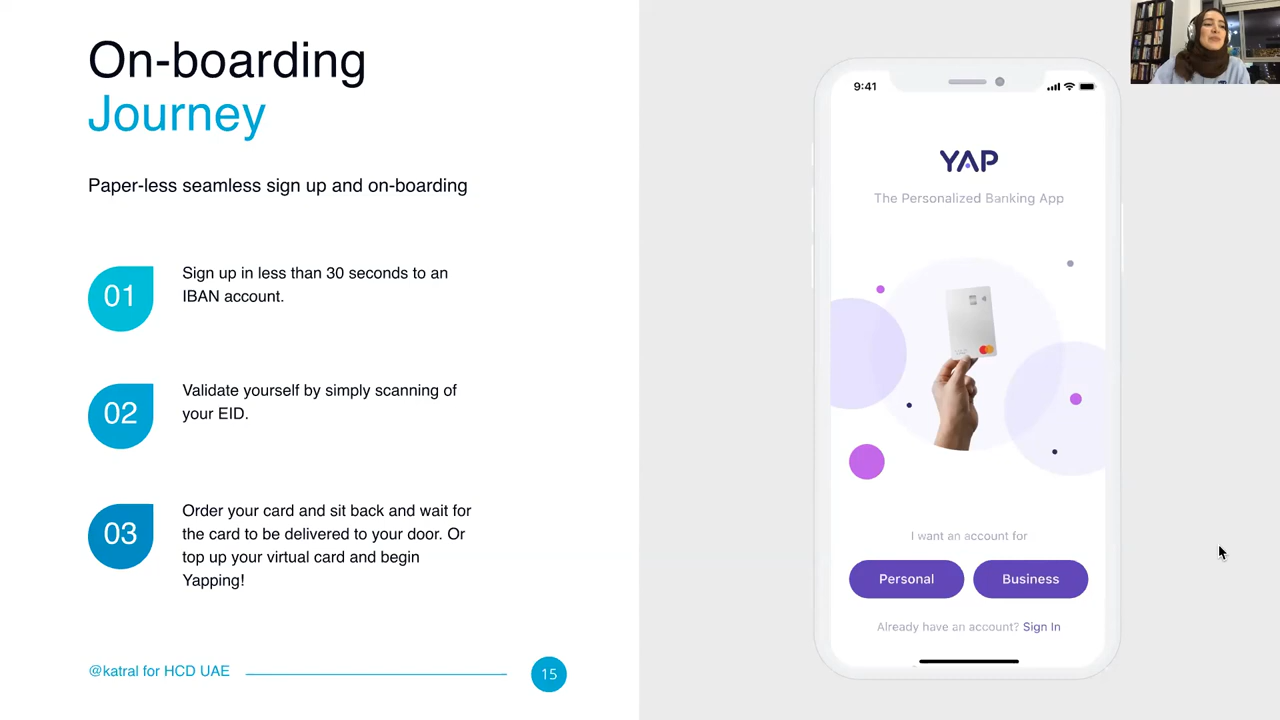 On-boarding
Journey
Paper-less seamless sign up and on-boarding
01
Sign up in less than 30 seconds to an
IBAN account.
02
Validate yourself by simply scanning of
your EID.
03
Order your card and sit back and wait for
the card to be delivered to your door. Or
top up your virtual card and begin
Yapping!
@katral for HCD UAE
15
9:41
YAP
The Personalized Banking App
I want an account for
Personal
Business
Already have an account? Sign In